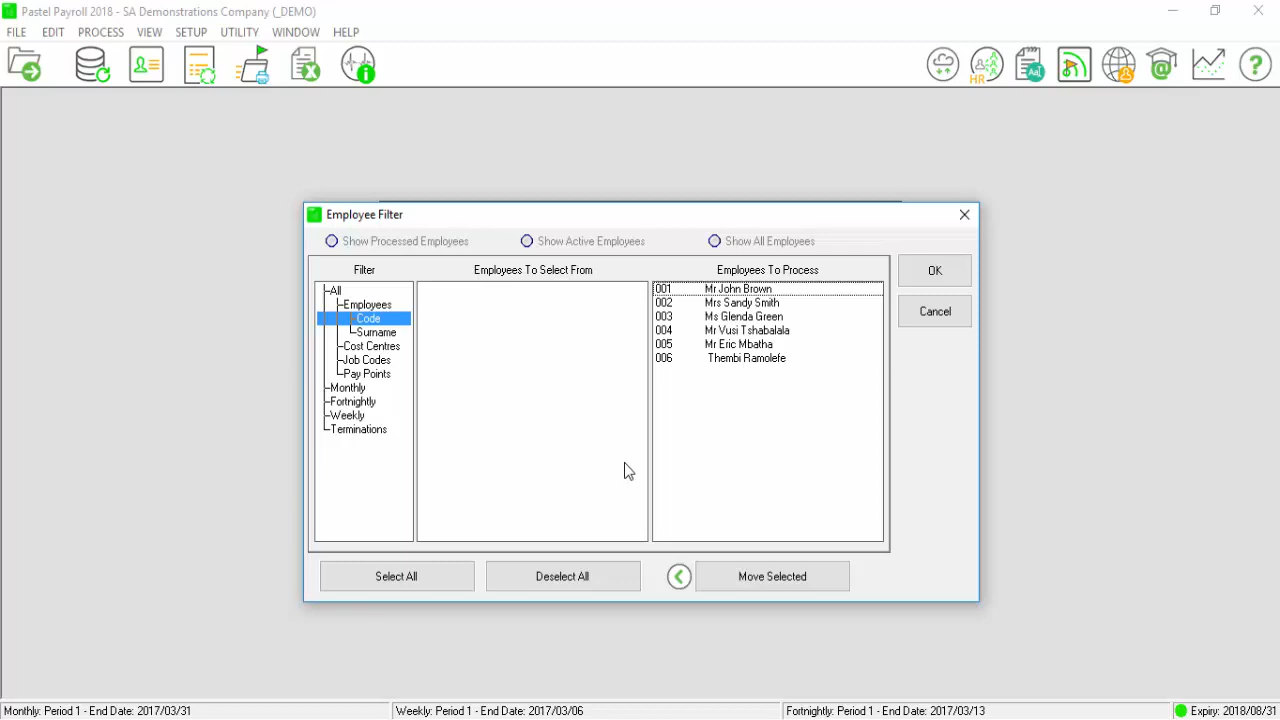 Pastel Payroll 2018 - SA Demonstrations Company (_DEMO)
FILE EDIT PROCESS VIEW SETUP UTILITY WINDOW HELP
HR
Aa
Employee Filter
Show Processed Employees Show Active Employees Show All Employees
Filter Employees To Select From Employees To Process
OK
Cancel
All
Employees
Code
Surname
Cost Centres
Job Codes
Pay Points
Monthly
Fortnightly
Weekly
Terminations
001 Mr John Brown
002 Mrs Sandy Smith
003 Ms Glenda Green
004 Mr Vusi Tshabalala
005 Mr Eric Mbatha
006 Thembi Ramolefe
Select All Deselect All Move Selected
Monthly: Period 1 - End Date: 2017/03/31 Weekly: Period 1 - End Date: 2017/03/06 Fortnightly: Period 1 - End Date: 2017/03/13 Expiry: 2018/08/31